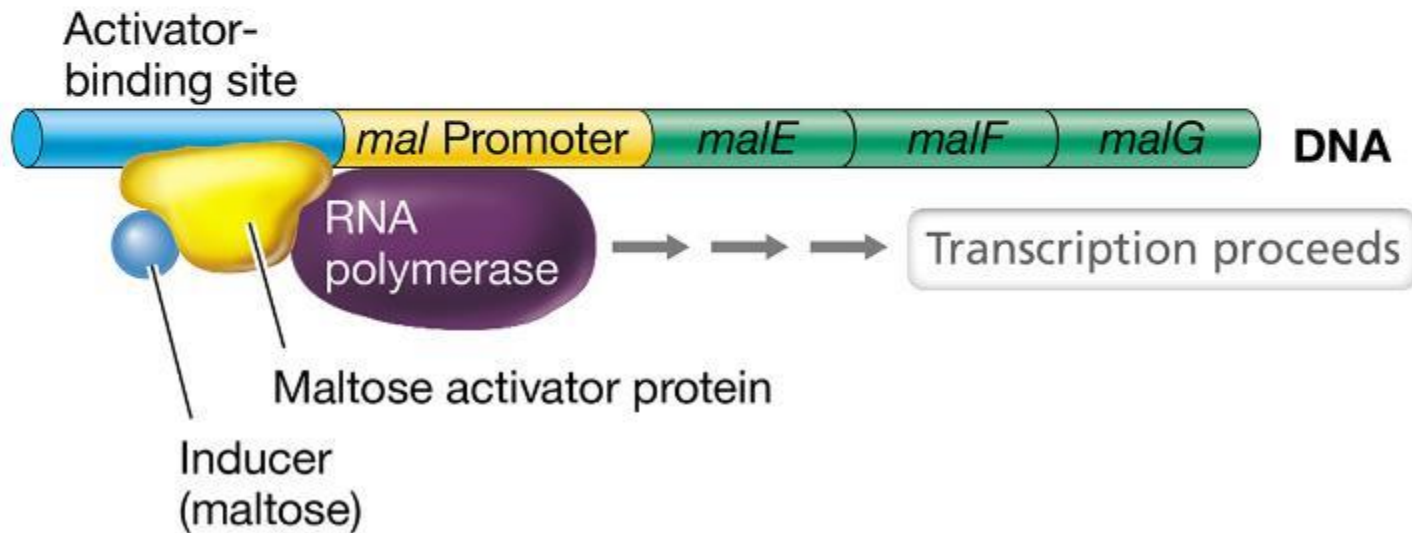 Activator-
binding site
mal Promoter malE malF malG DNA
RNA
polymerase
Transcription proceeds
Maltose activator protein
Inducer
(maltose)